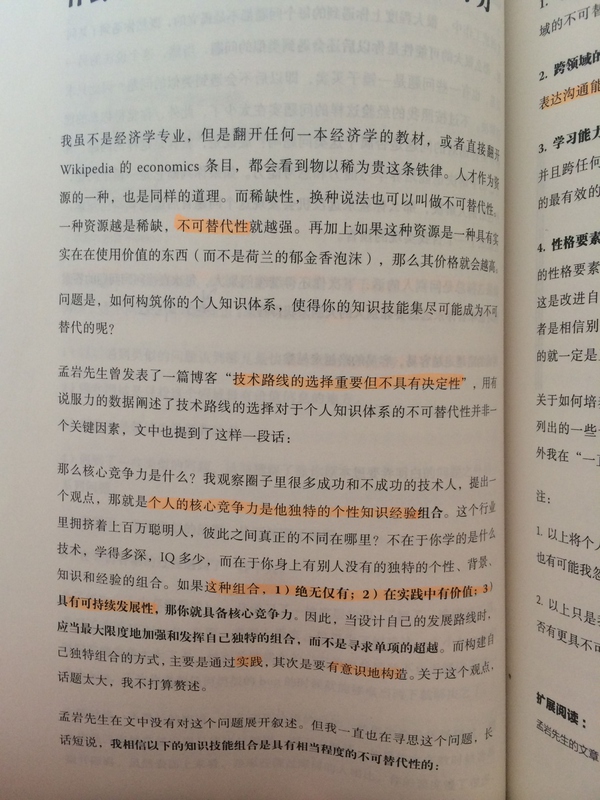 我虽不是经济学专业，但是翻开任何一本经济学的教材，或者直接翻开
Wikipedia 的 economics 条目，都会看到物以稀为贵这条铁律。人才作为资
源的一种，也是同样的道理。而稀缺性，换种说法也可以叫做不可替代性。
一种资源越是稀缺，不可替代性就越强。再加上如果这种资源是一种具有实
实在在使用价值的东西（而不是荷兰的郁金香泡沫），那么其价格就会越高。
问题是，如何构筑你的个人知识体系，使得你的知识技能集尽可能成为不可
替代的呢？
孟岩先生曾发表了一篇博客“技术路线的选择重要但不具有决定性”，用有
说服力的数据阐述了技术路线的选择对于个人知识体系的不可替代性并非一
个关键因素，文中也提到了这样一段话：
那么核心竞争力是什么？我观察圈子里很多成功和不成功的技术人，提出一
个观点，那就是个人的核心竞争力是他独特的个性知识经验组合。这个行业
里拥挤着上百万聪明人，彼此之间真正的不同在哪里？不在于你学的是什么
技术，学得多深，IQ 多少，而在于你身上有别人没有的独特的个性、背景、
知识和经验的组合。如果这种组合，1）绝无仅有；2）在实践中有价值；3）
具有可持续发展性，那你就具备核心竞争力。因此，当设计自己的发展路线时，
应当最大限度地加强和发挥自己独特的组合，而不是寻求单项的超越。而构建自
己独特组合的方式，主要是通过实践，其次是要有意识地构造。关于这个观点，
话题太大，我不打算赘述。
孟岩先生在文中没有对这个问题展开叙述。但我一直也在寻思这个问题，长
话短说，我相信以下的知识技能组合是具有相当程度的不可替代性的：
1.
域的不可替
2. 跨领域的
表达沟通能
3. 学习能力
并且跨任何
的最有效的
4. 性格要素
的性格要素
这是改进自
者是相信别
的就一定是
关于如何培养
列出的一些
外我在“一直
注：
1. 以上将个人
也有可能我忽
2. 以上只是
否有更具不可
扩展阅读：
孟岩先生的文章